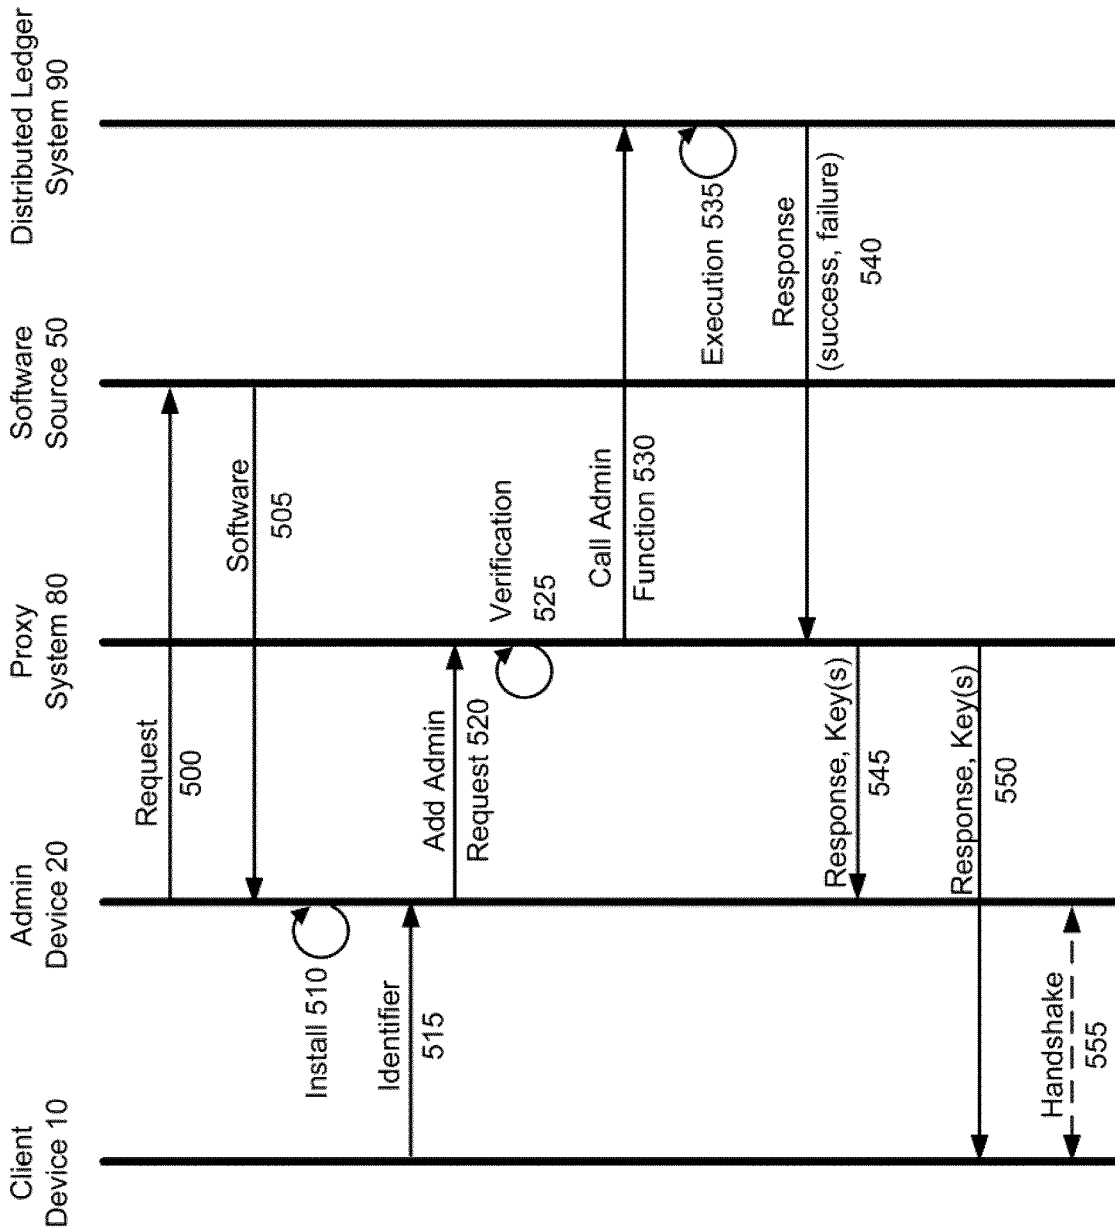 Client
Device 10
Admin
Device 20
Proxy
System 80
Software
Source 50
Distributed Ledger
System 90
Request
500
Software
505
Install 510
Identifier
515
Add Admin
Request 520
Verification
525
Call Admin
Function 530
Execution 535
Response
(success, failure)
540
Response, Key(s)
545
Response, Key(s)
550
Handshake
555